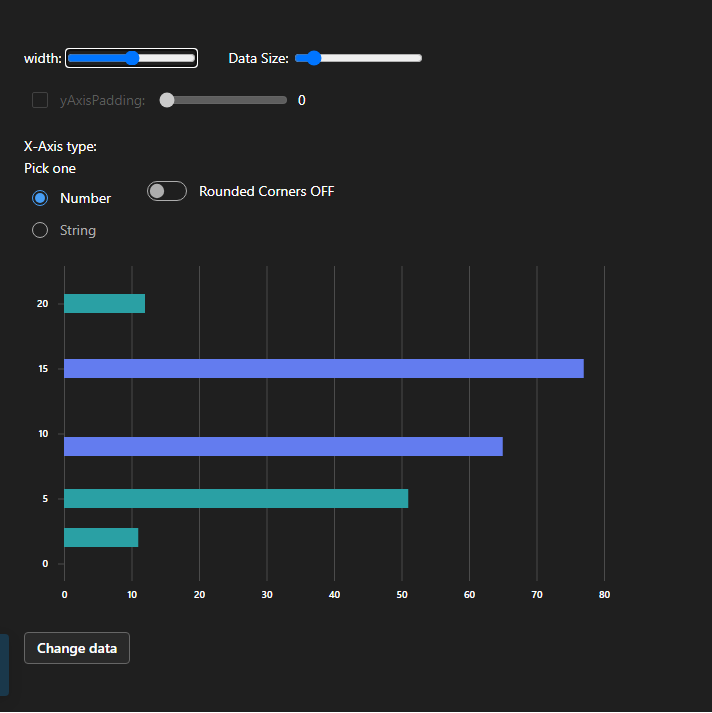 width: Data Size:
yAxisPadding: 0
X-Axis type:
Pick one
Number Rounded Corners OFF
String
20
15
10
5
0
0 10 20 30 40 50 60 70 80
Change data